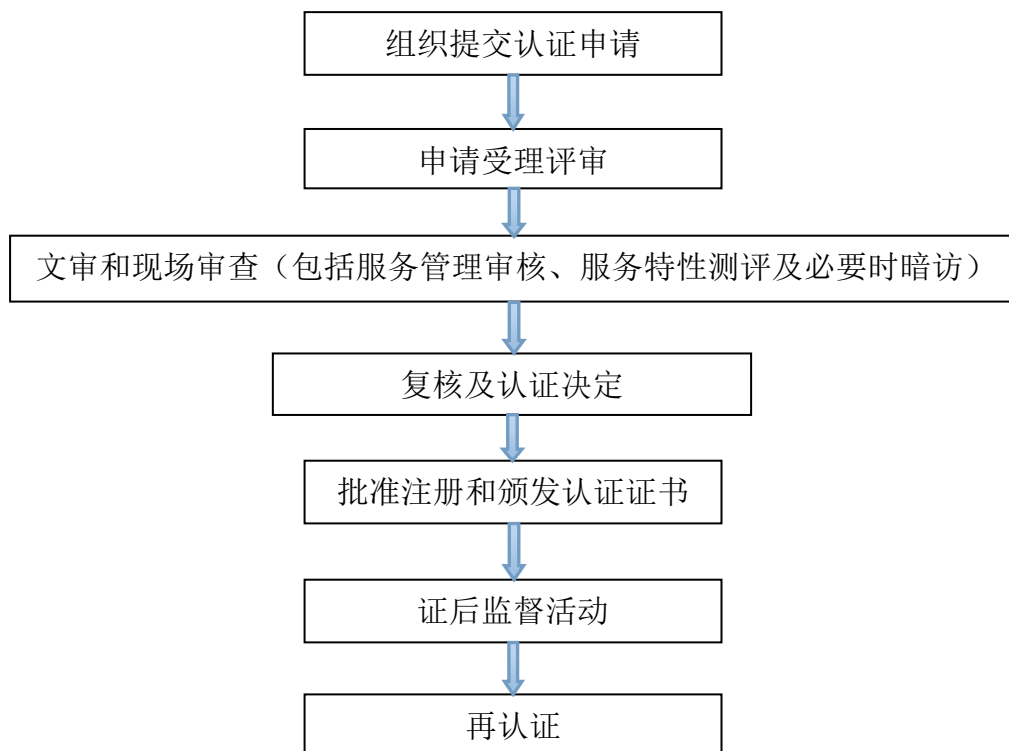 组织提交认证申请
申请受理评审
文审和现场审查（包括服务管理审核、服务特性测评及必要时暗访）
复核及认证决定
批准注册和颁发认证证书
证后监督活动
再认证